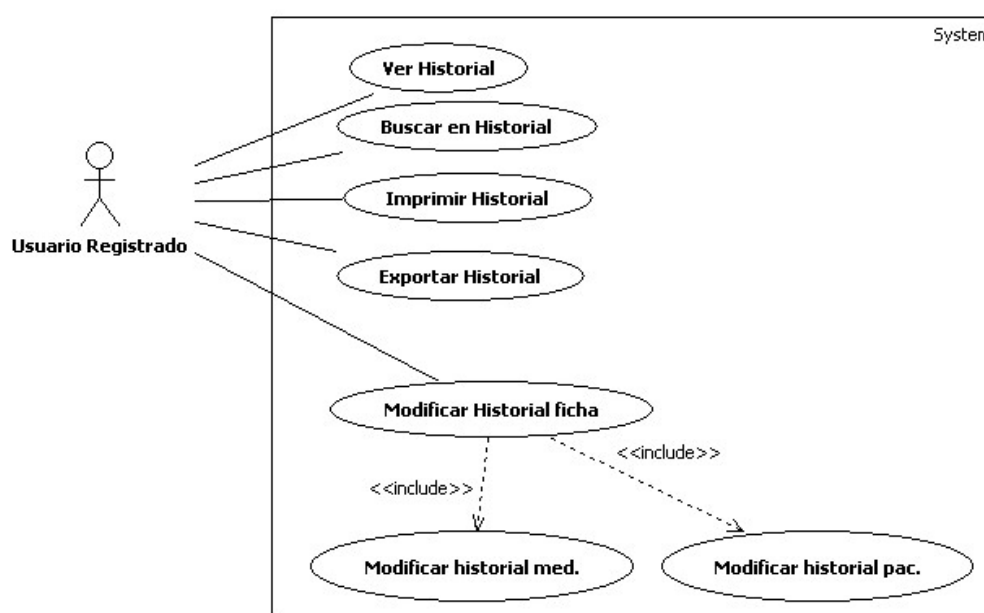 System
Ver Historial
Buscar en Historial
Imprimir Historial
Usuario Registrado
Exportar Historial
Modificar Historial ficha
<<include>>
<<include>>
Modificar historial med.
Modificar historial pac.